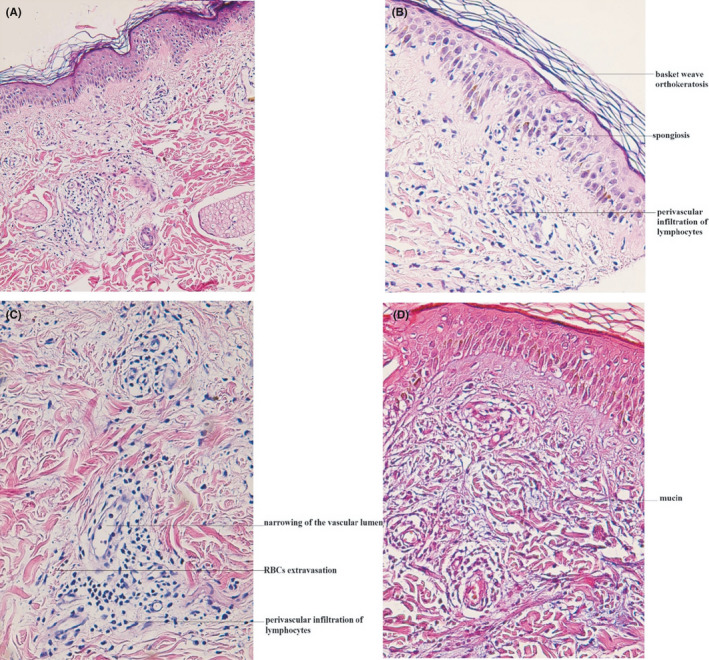 (A)
(B)
basket weave
orthokeratosis
spongiosis
perivascular
infiltration of
lymphocytes
(C)
narrowing of the vascular lumen
RBCs extravasation
perivascular infiltration of
lymphocytes
(D)
mucin